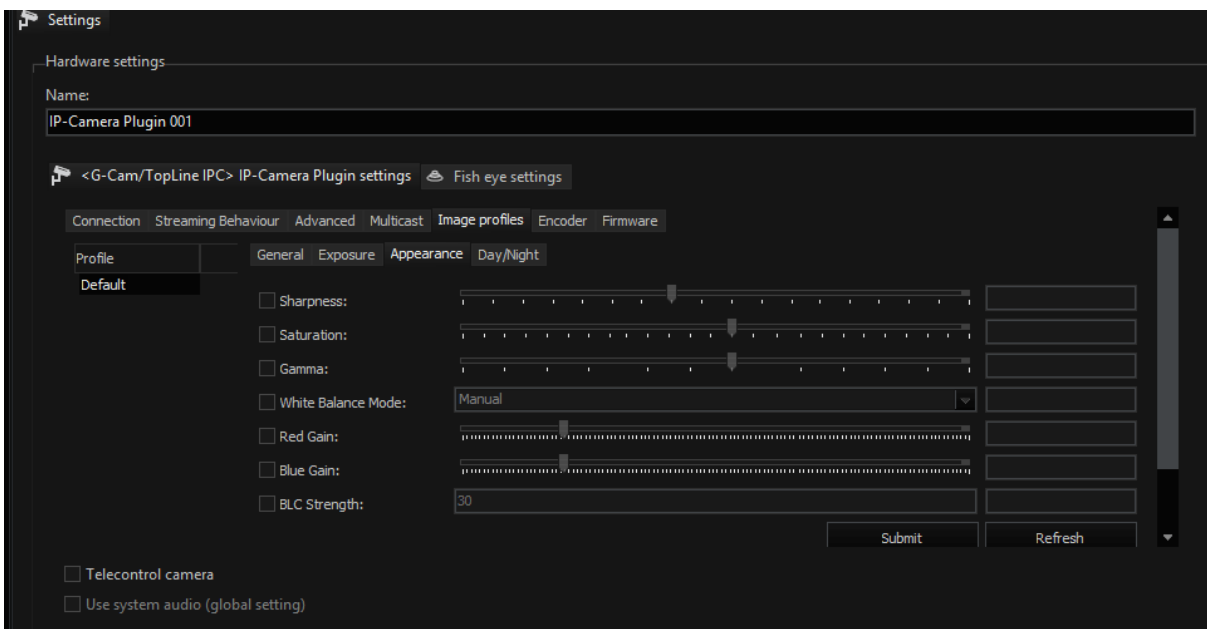 Settings
Hardware settings
Name:
IP-Camera Plugin 001
<G-Cam/TopLine IPC> IP-Camera Plugin settings Fish eye settings
Connection Streaming Behaviour Advanced Multicast Image profiles Encoder Firmware
Profile
Default
General Exposure Appearance Day/Night
Sharpness:
Saturation:
Gamma:
White Balance Mode: Manual
Red Gain:
Blue Gain:
BLC Strength: 30
Submit Refresh
Telecontrol camera
Use system audio (global setting)